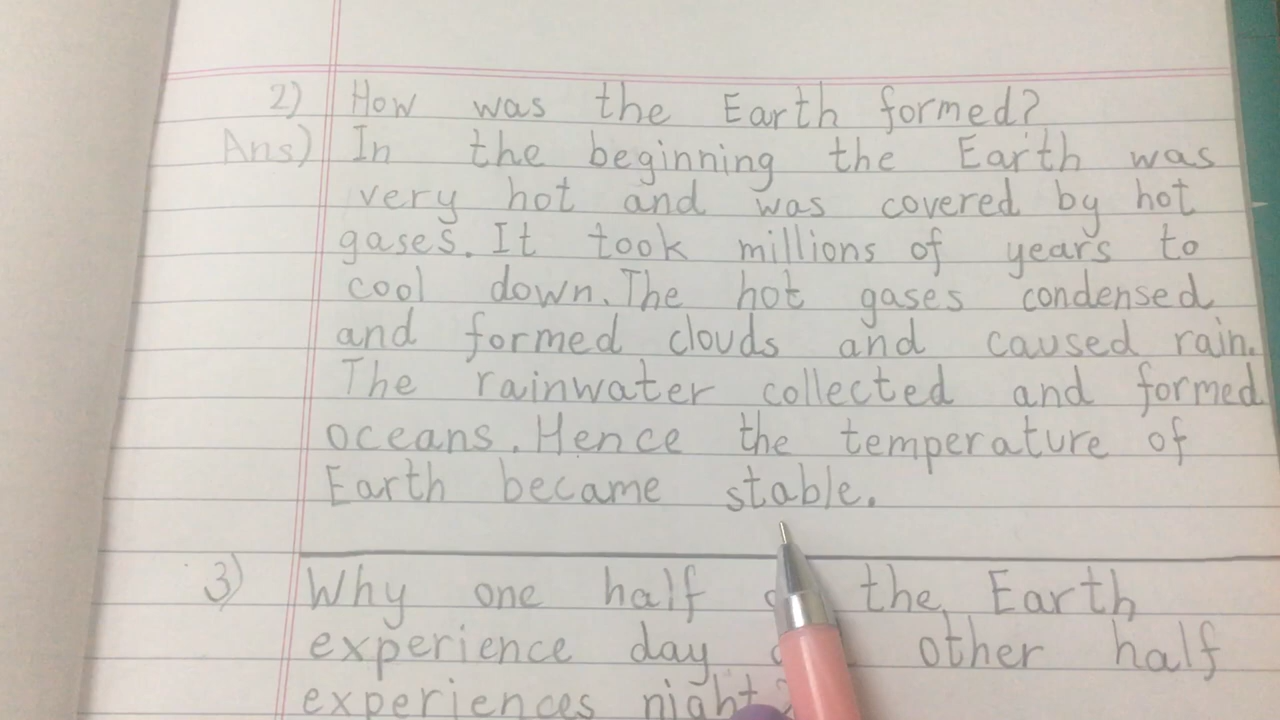 2) How was the Earth formed?
Ans) In the beginning the Earth was
very hot and was covered by hot
gases. It took millions of years to
cool down. The hot gases condensed
and formed clouds and caused rain.
The rainwater collected and formed
oceans. Hence the temperature of
Earth became stable.
3) Why one half the Earth
experience day other half
experiences night?